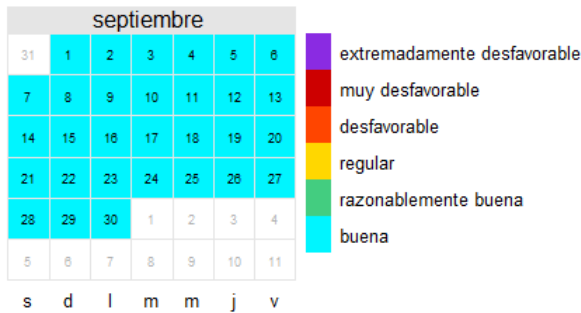 septiembre
31 1 2 3 4 5 6
7 8 9 10 11 12 13
14 15 16 17 18 19 20
21 22 23 24 25 26 27
28 29 30 1 2 3 4
5 6 7 8 9 10 11
s d l m m j v
extremadamente desfavorable
muy desfavorable
desfavorable
regular
razonablemente buena
buena